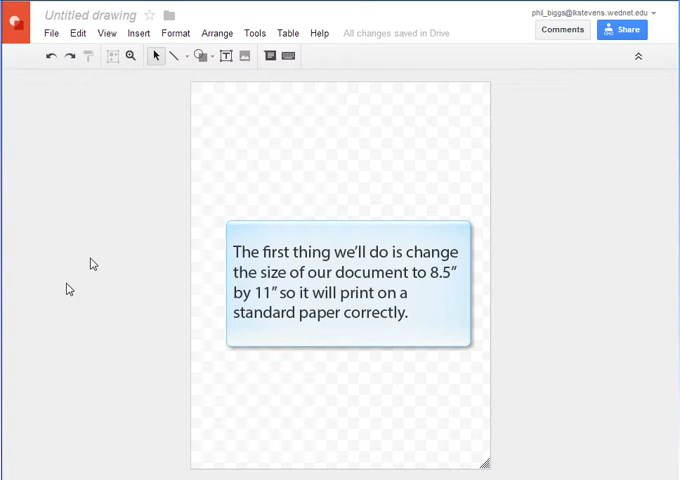 Untitled drawing
phil_biggs@lkstevens.wednet.edu
File Edit View Insert Format Arrange Tools Table Help All changes saved in Drive
Comments Share
The first thing we'll do is change
the size of our document to 8.5”
by 11” so it will print on a
standard paper correctly.